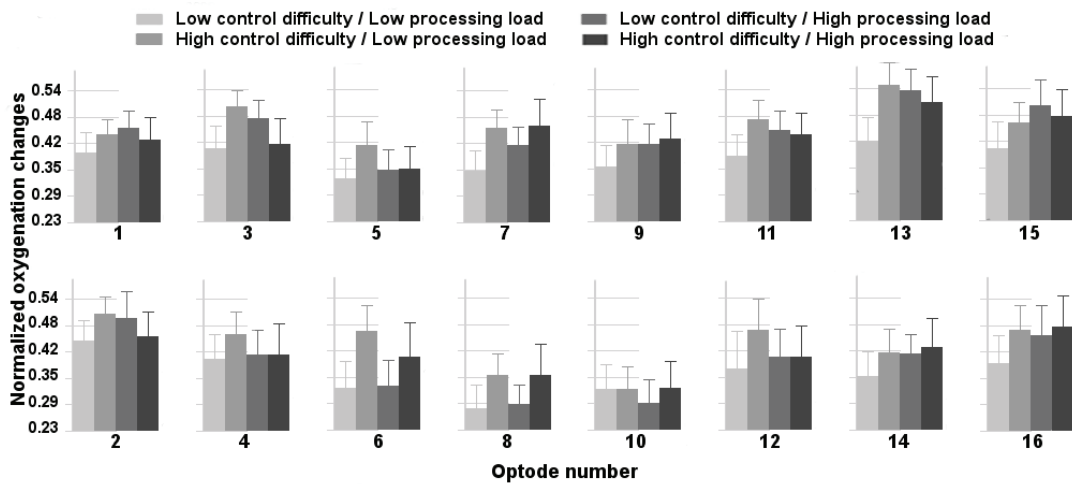 Low control difficulty / Low processing load
High control difficulty / Low processing load
Low control difficulty / High processing load
High control difficulty / High processing load
Normalized oxygenation changes
0.54
0.48
0.42
0.35
0.29
0.23
1 3 5 7 9 11 13 15
0.54
0.48
0.42
0.35
0.29
0.23
2 4 6 8 10 12 14 16
Optode number